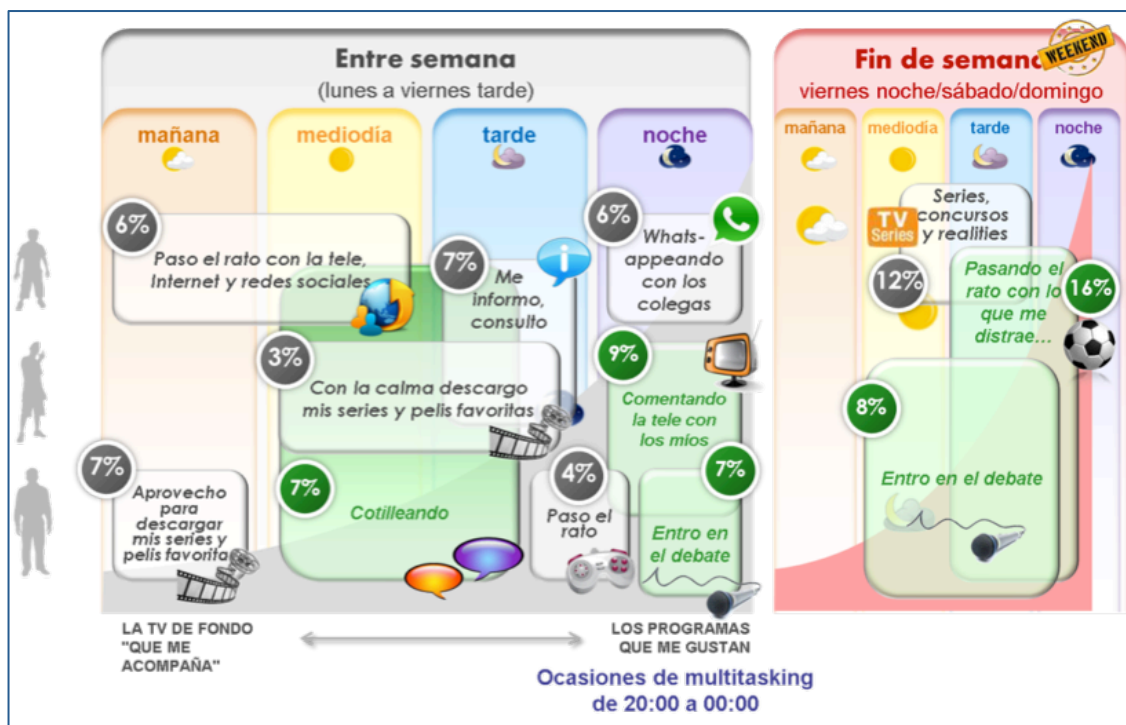 Entre semana
(lunes a viernes tarde)
mañana
mediodía
tarde
noche
6%
Paso el rato con la tele,
Internet y redes sociales
7%
Me
informo,
consulto
6%
Whats-
appeando
con los
colegas
3%
Con la calma descargo
mis series y pelis favoritas
9%
Comentando
la tele con
los míos
7%
Aprovecho
para
descargar
mis series y
pelis favorita
7%
Cotilleando
4%
Paso el
rato
7%
Entro en
el debate
LA TV DE FONDO
"QUE ME
ACOMPAÑA"
LOS PROGRAMAS
QUE ME GUSTAN
Ocasiones de multitasking
de 20:00 a 00:00
Fin de semana
WEEKEND
viernes noche/sábado/domingo
mañana
mediodía
tarde
noche
TV
Series
Series,
concursos
y realities
12%
Pasando el
rato con lo
que me
distrae...
16%
8%
Entro en el debate